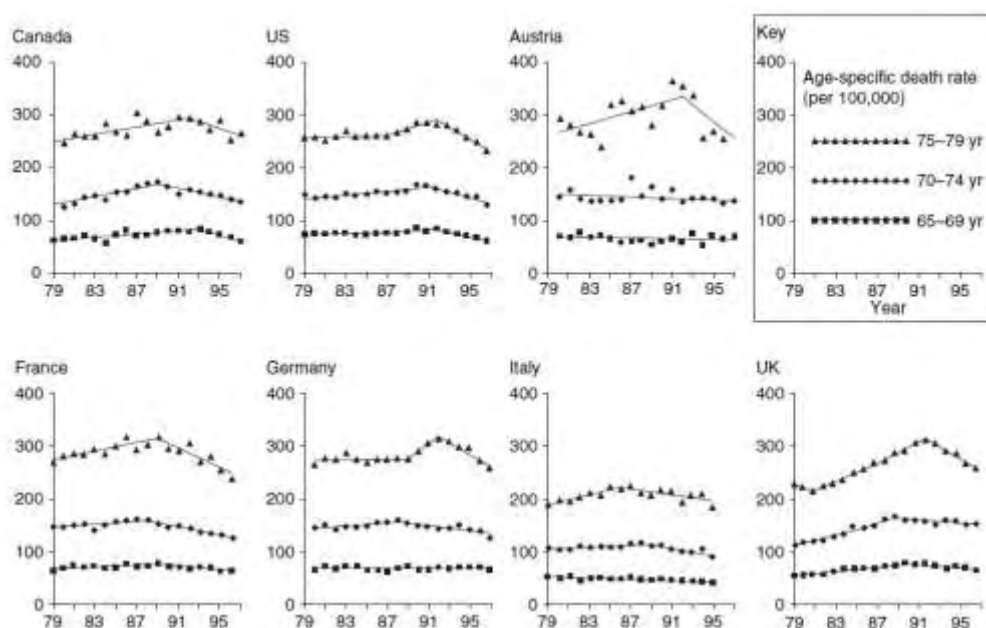 Canada
US
Austria
Key
400
400
400
400
Age-specific death rate
(per 100,000)
300
300
300
300
75–79 yr
200
200
200
200
70–74 yr
100
100
100
100
65–69 yr
0
0
0
0
79 83 87 91 95
79 83 87 91 95
79 83 87 91 95
79 83 87 91 95
Year
France
Germany
Italy
UK
400
400
400
400
300
300
300
300
200
200
200
200
100
100
100
100
0
0
0
0
79 83 87 91 95
79 83 87 91 95
79 83 87 91 95
79 83 87 91 95